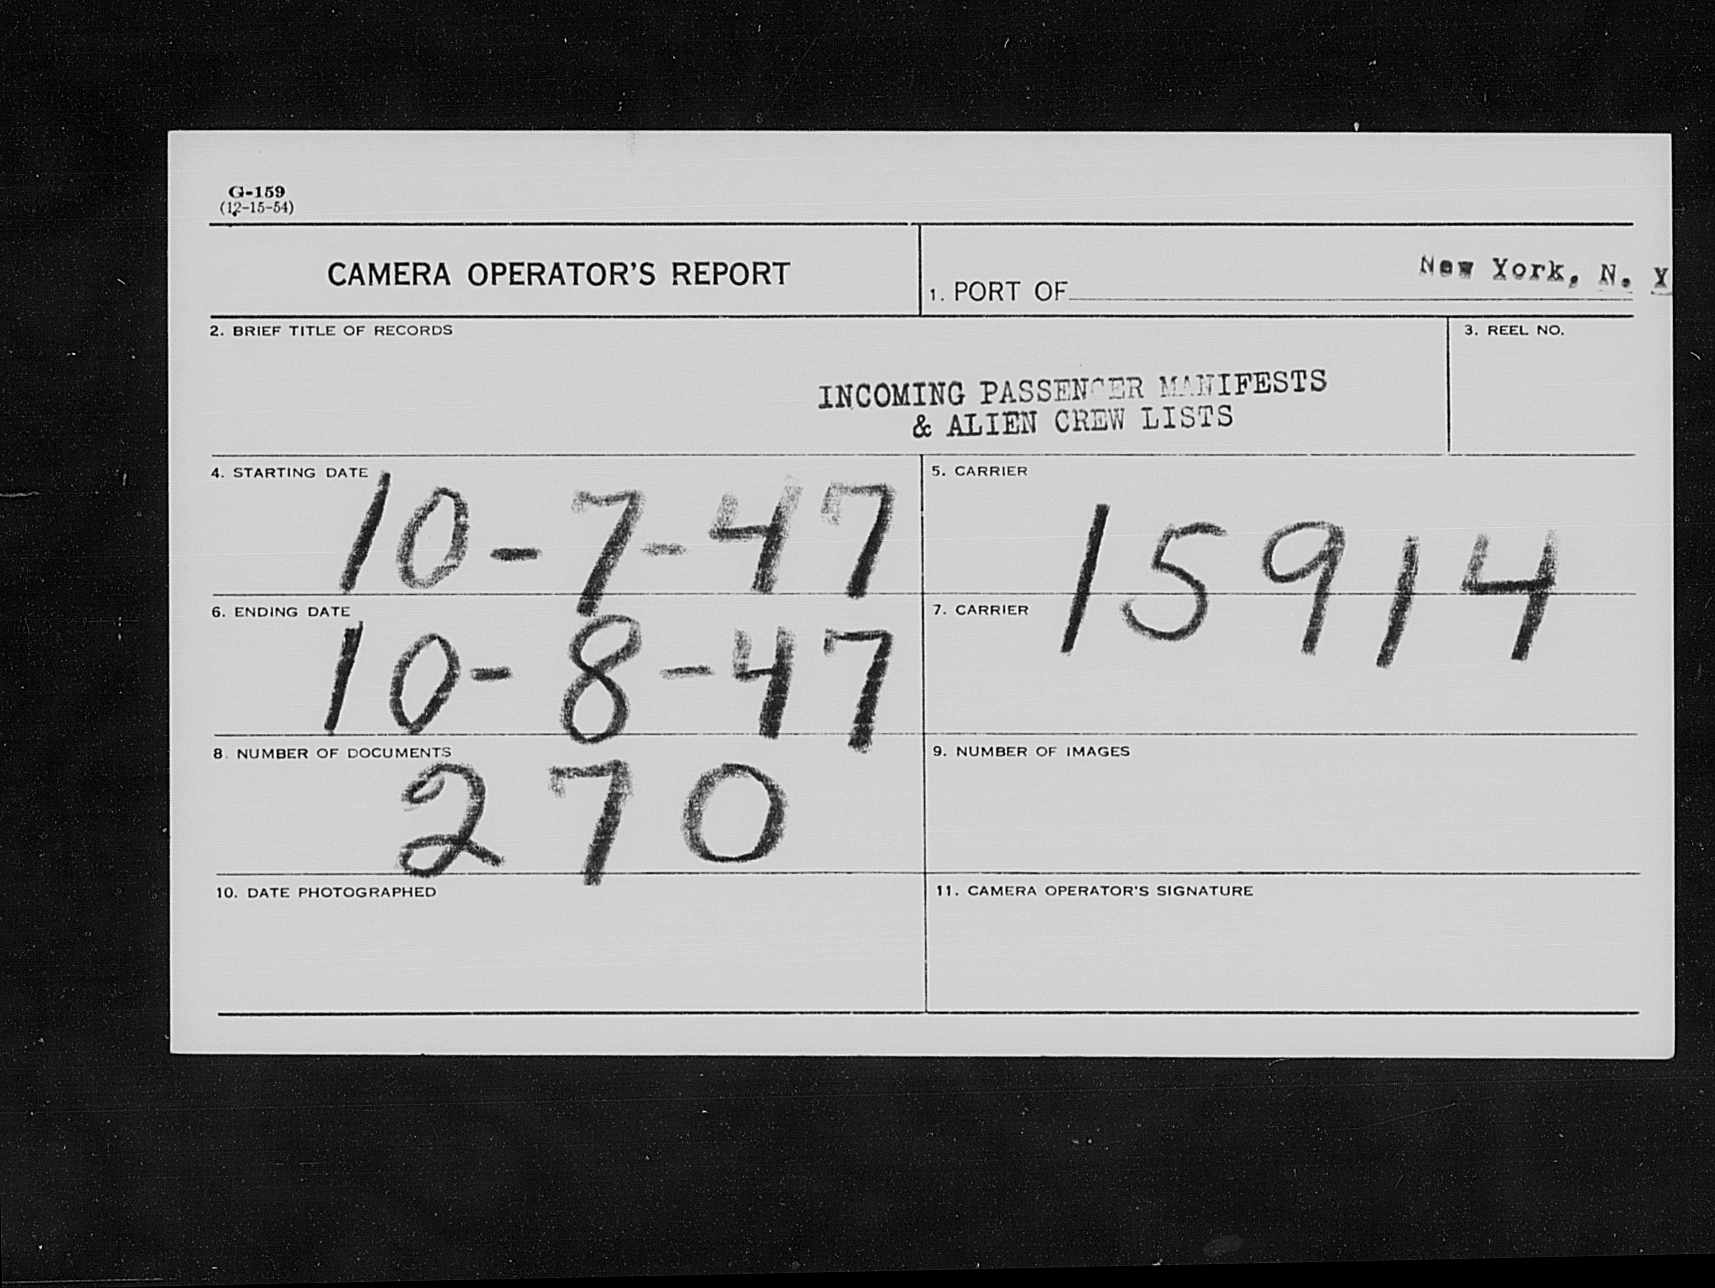 G-159
(12-15-54)
CAMERA OPERATOR'S REPORT
1. PORT OF New York, N. Y
2. BRIEF TITLE OF RECORDS
INCOMING PASSENGER MANIFESTS
& ALIEN CREW LISTS
3. REEL NO.
4. STARTING DATE
10-7-47
5. CARRIER
15914
6. ENDING DATE
10-8-47
7. CARRIER
8. NUMBER OF DOCUMENTS
270
9. NUMBER OF IMAGES
10. DATE PHOTOGRAPHED
11. CAMERA OPERATOR'S SIGNATURE